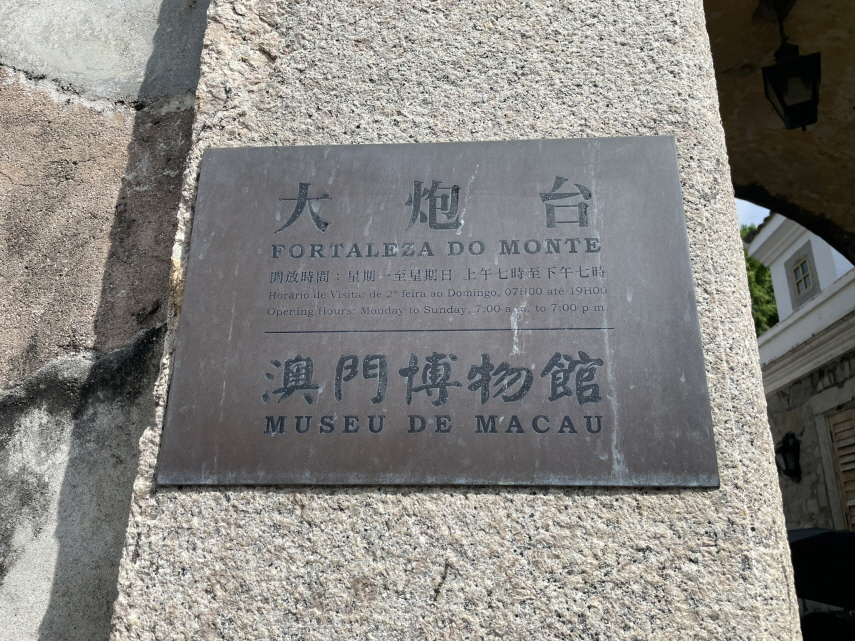 大炮台
FORTALEZA DO MONTE
開放時間：星期一至星期日 上午七時至下午七時
Horário de Visita: de 2ª feira ao Domingo, 07H00 até 19H00
Opening Hours: Monday to Sunday, 7:00 a.m. to 7:00 p.m.
澳門博物館
MUSEU DE MACAU